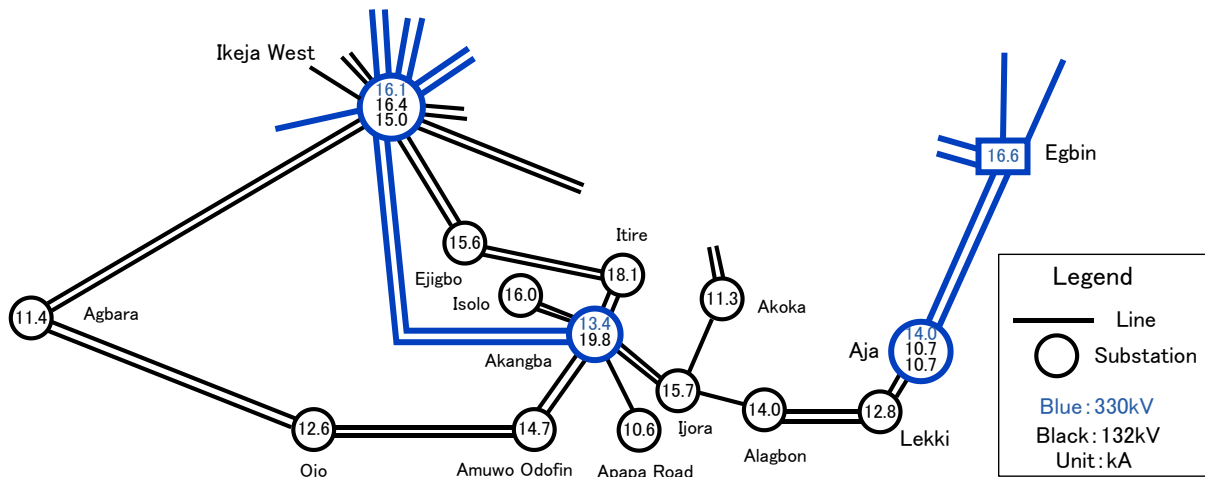 Ikeja West
16.1
16.4
15.0
16.6
Egbin
15.6
Ejigbo
Itire
18.1
Isolo
16.0
11.3
Akoka
11.4
Agbara
13.4
19.8
Akangba
Aja
14.0
10.7
10.7
15.7
Ijora
14.0
Alagbon
12.8
Lekki
12.6
Ojo
14.7
Amuwo Odofin
10.6
Apapa Road
Legend
Line
Substation
Blue:330kV
Black:132kV
Unit:kA